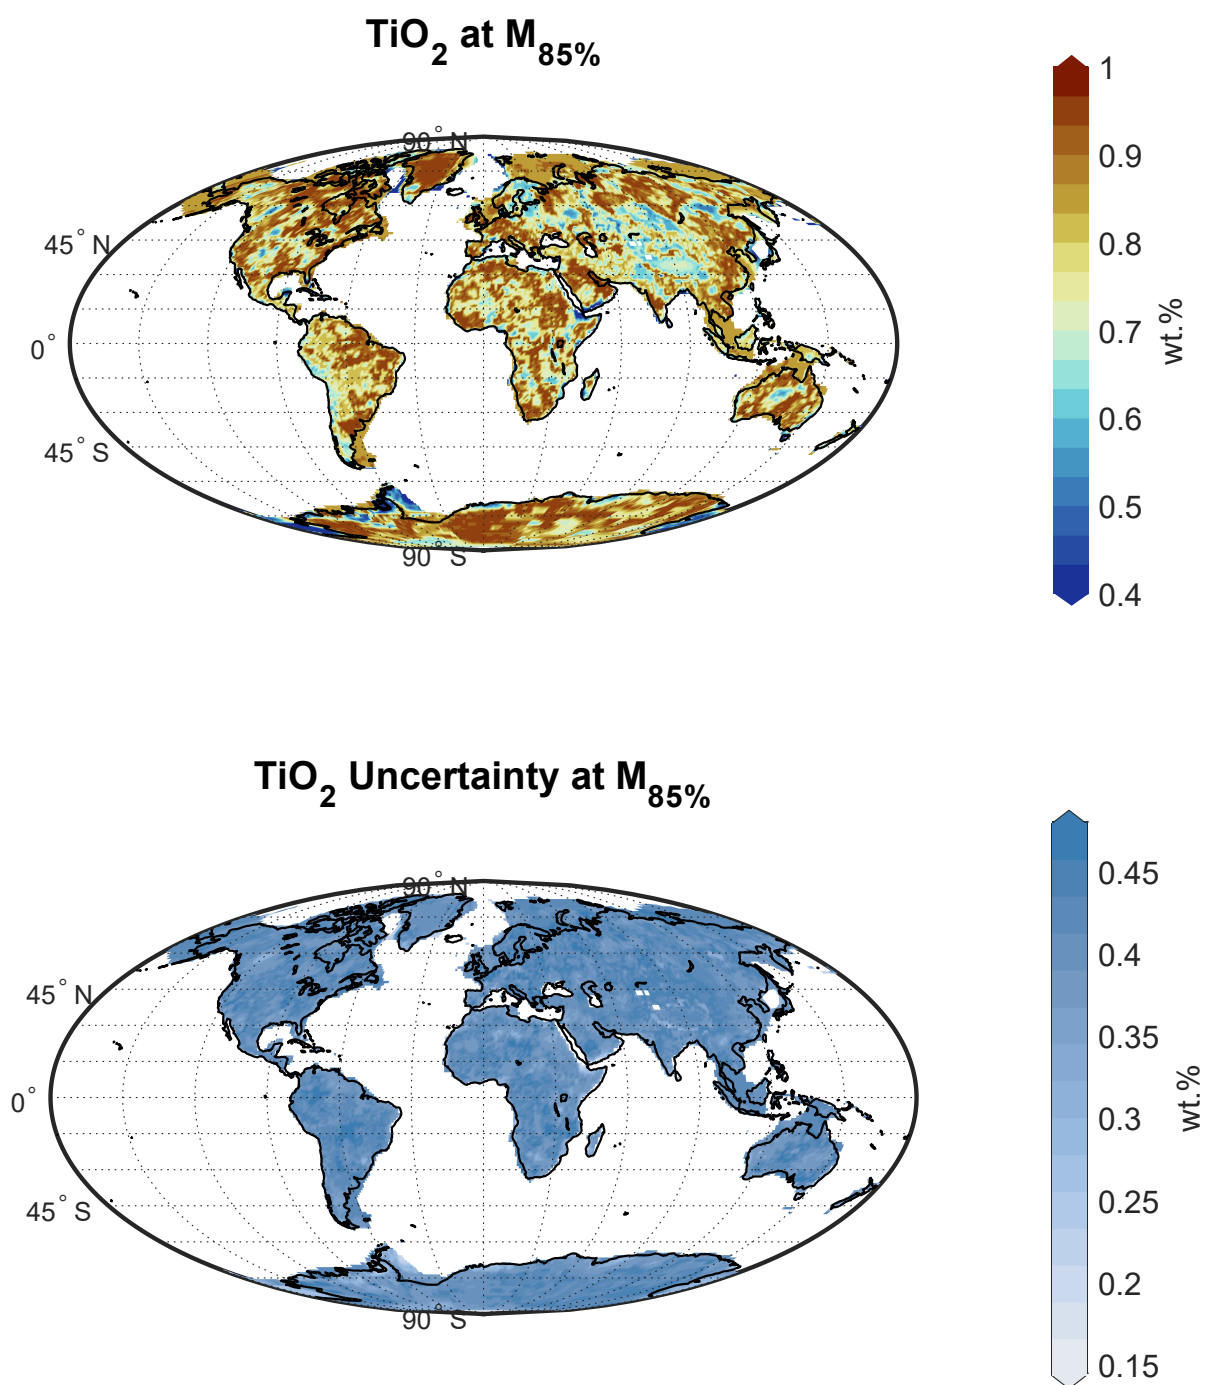 TiO₂ at M₈₅%
1
90° N
0.9
45° N
0.8
0.7
wt.%
0°
0.6
45° S
0.5
90° S
0.4
TiO₂ Uncertainty at M₈₅%
0.45
90° N
0.4
45° N
0.35
0.3
wt.%
0°
0.25
45° S
0.2
90° S
0.15